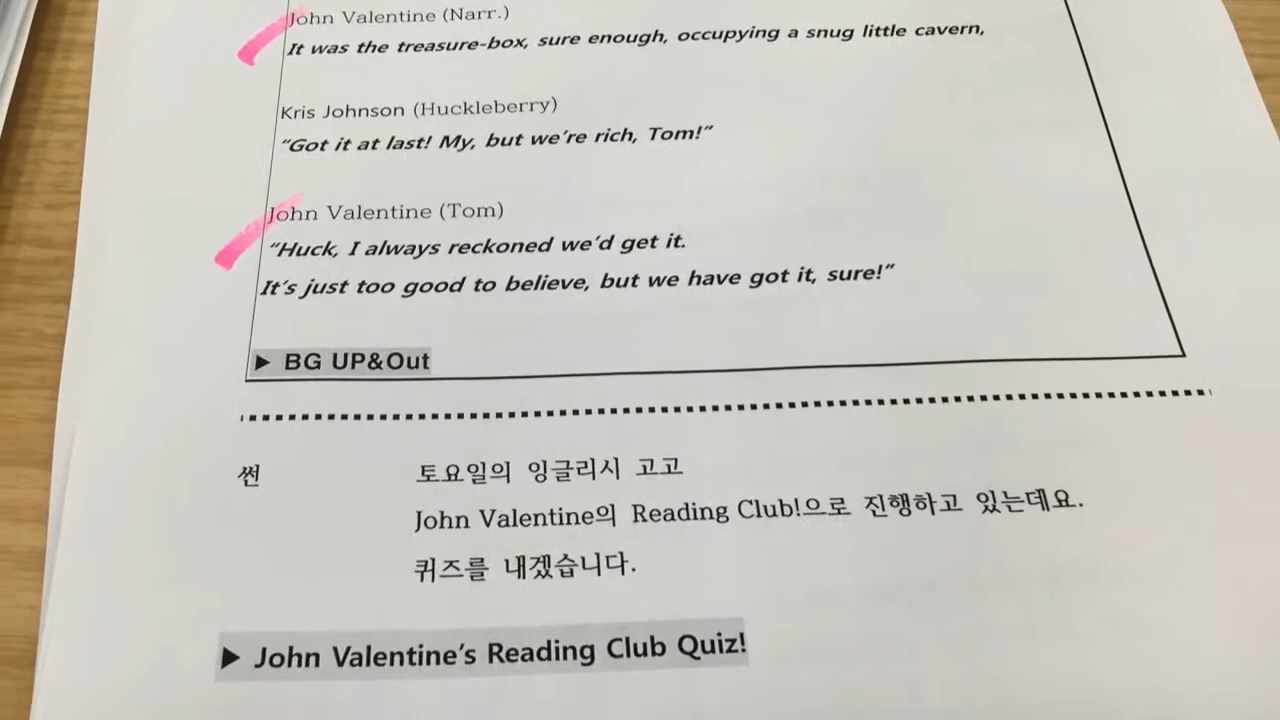 John Valentine (Narr.)
It was the treasure-box, sure enough, occupying a snug little cavern,
Kris Johnson (Huckleberry)
“Got it at last! My, but we’re rich, Tom!”
John Valentine (Tom)
“Huck, I always reckoned we’d get it.
It’s just too good to believe, but we have got it, sure!”
▶ BG UP&Out
썬 토요일의 잉글리시 고고
John Valentine의 Reading Club!으로 진행하고 있는데요.
퀴즈를 내겠습니다.
▶ John Valentine’s Reading Club Quiz!